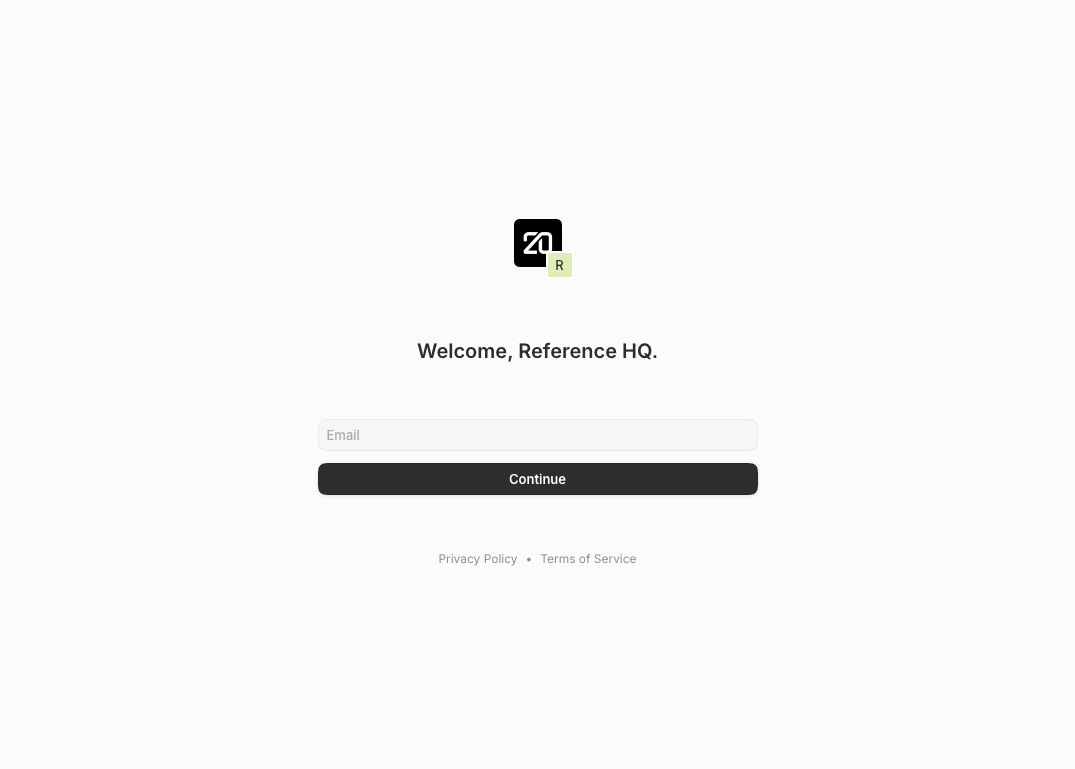 20
R
Welcome, Reference HQ.
Email
Continue
Privacy Policy • Terms of Service